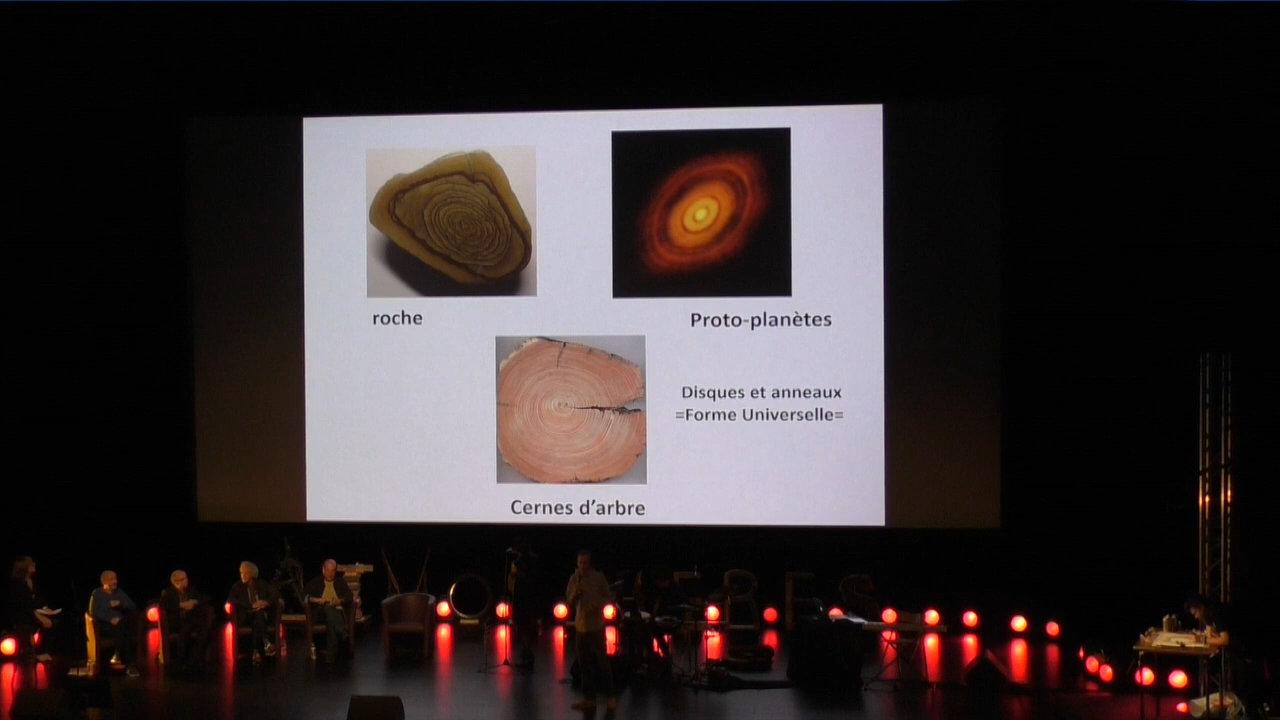 roche
Proto-planètes
Disques et anneaux
=Forme Universelle=
Cernes d'arbre